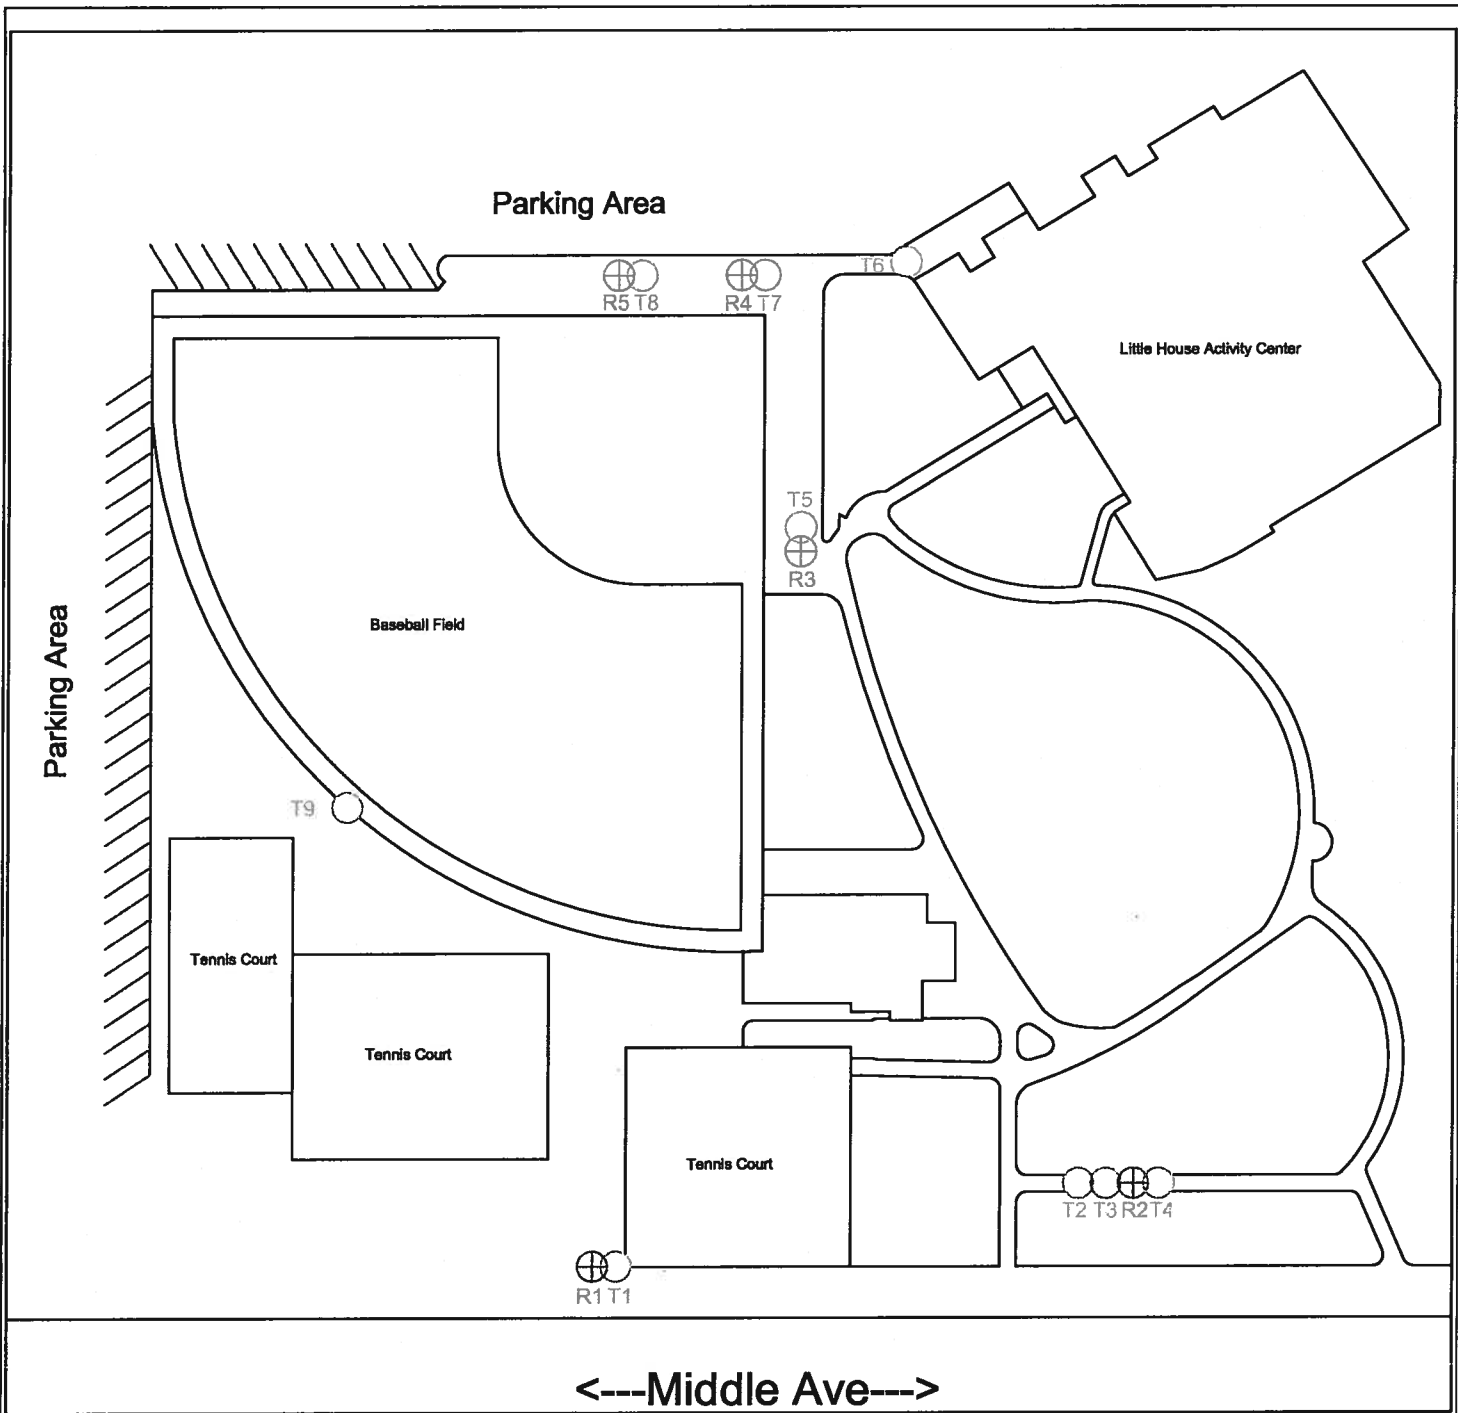 Parking Area
T6
R5 T8
R4 T7
Little House Activity Center
T5
R3
Baseball Field
Parking Area
T9
Tennis Court
Tennis Court
Tennis Court
T2 T3 R2 T4
R1 T1
<---Middle Ave--->